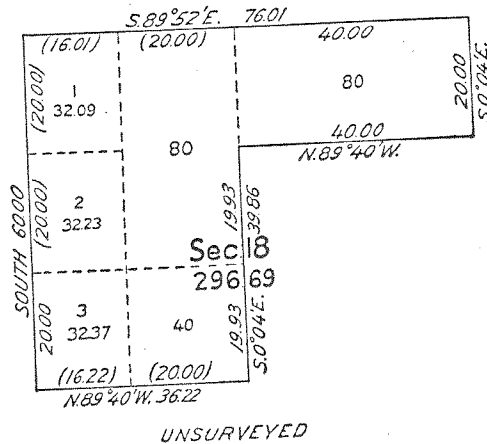 S.89°52'E. 76.01
(16.01) (20.00) 40.00
(20.00) 1 32.09
80
80
20.00 S.0°04'E.
40.00
N.89°40'W.
SOUTH 60.00
(20.00) 2 32.23
19.93 39.86
Sec. 18
296.69
20.00 3 32.37
40
19.93 S.0°04'E.
(16.22) (20.00)
N.89°40'W. 36.22
UNSURVEYED